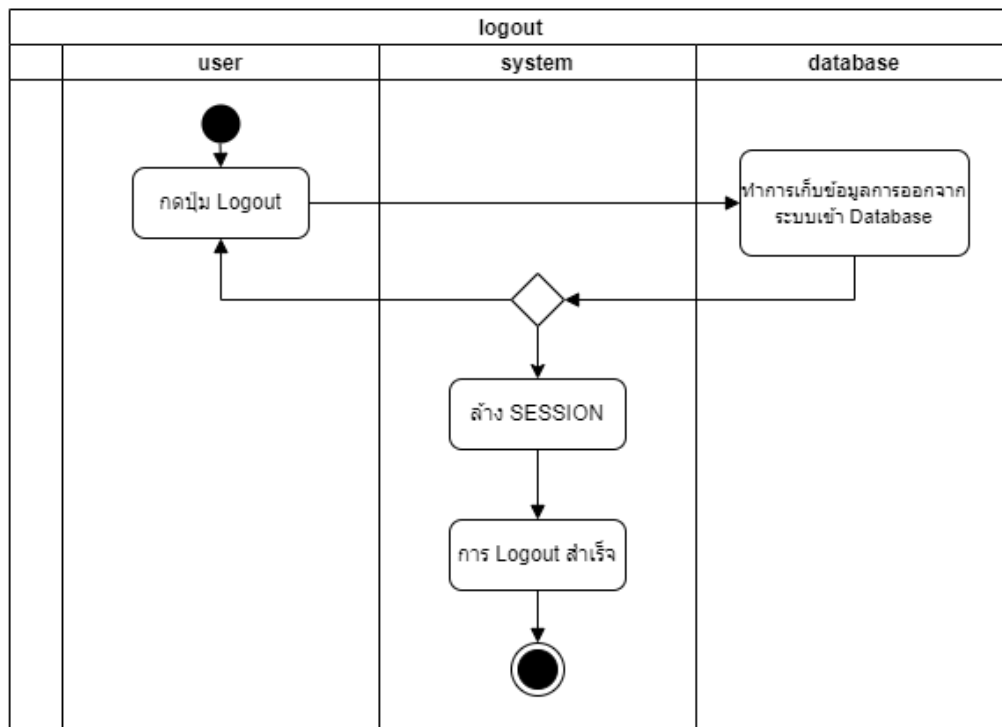 logout
user
system
database
กดปุ่ม Logout
ทำการเก็บข้อมูลการออกจาก
ระบบเข้า Database
ล้าง SESSION
การ Logout สำเร็จ